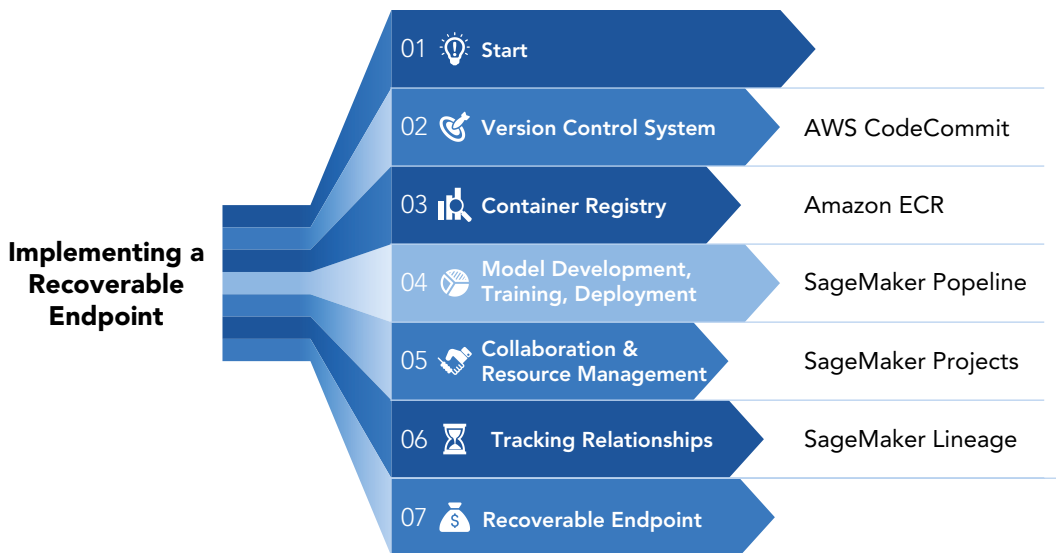 Implementing a
Recoverable
Endpoint
01 Start
02 Version Control System AWS CodeCommit
03 Container Registry Amazon ECR
04 Model Development,
Training, Deployment SageMaker Popeline
05 Collaboration &
Resource Management SageMaker Projects
06 Tracking Relationships SageMaker Lineage
07 $ Recoverable Endpoint